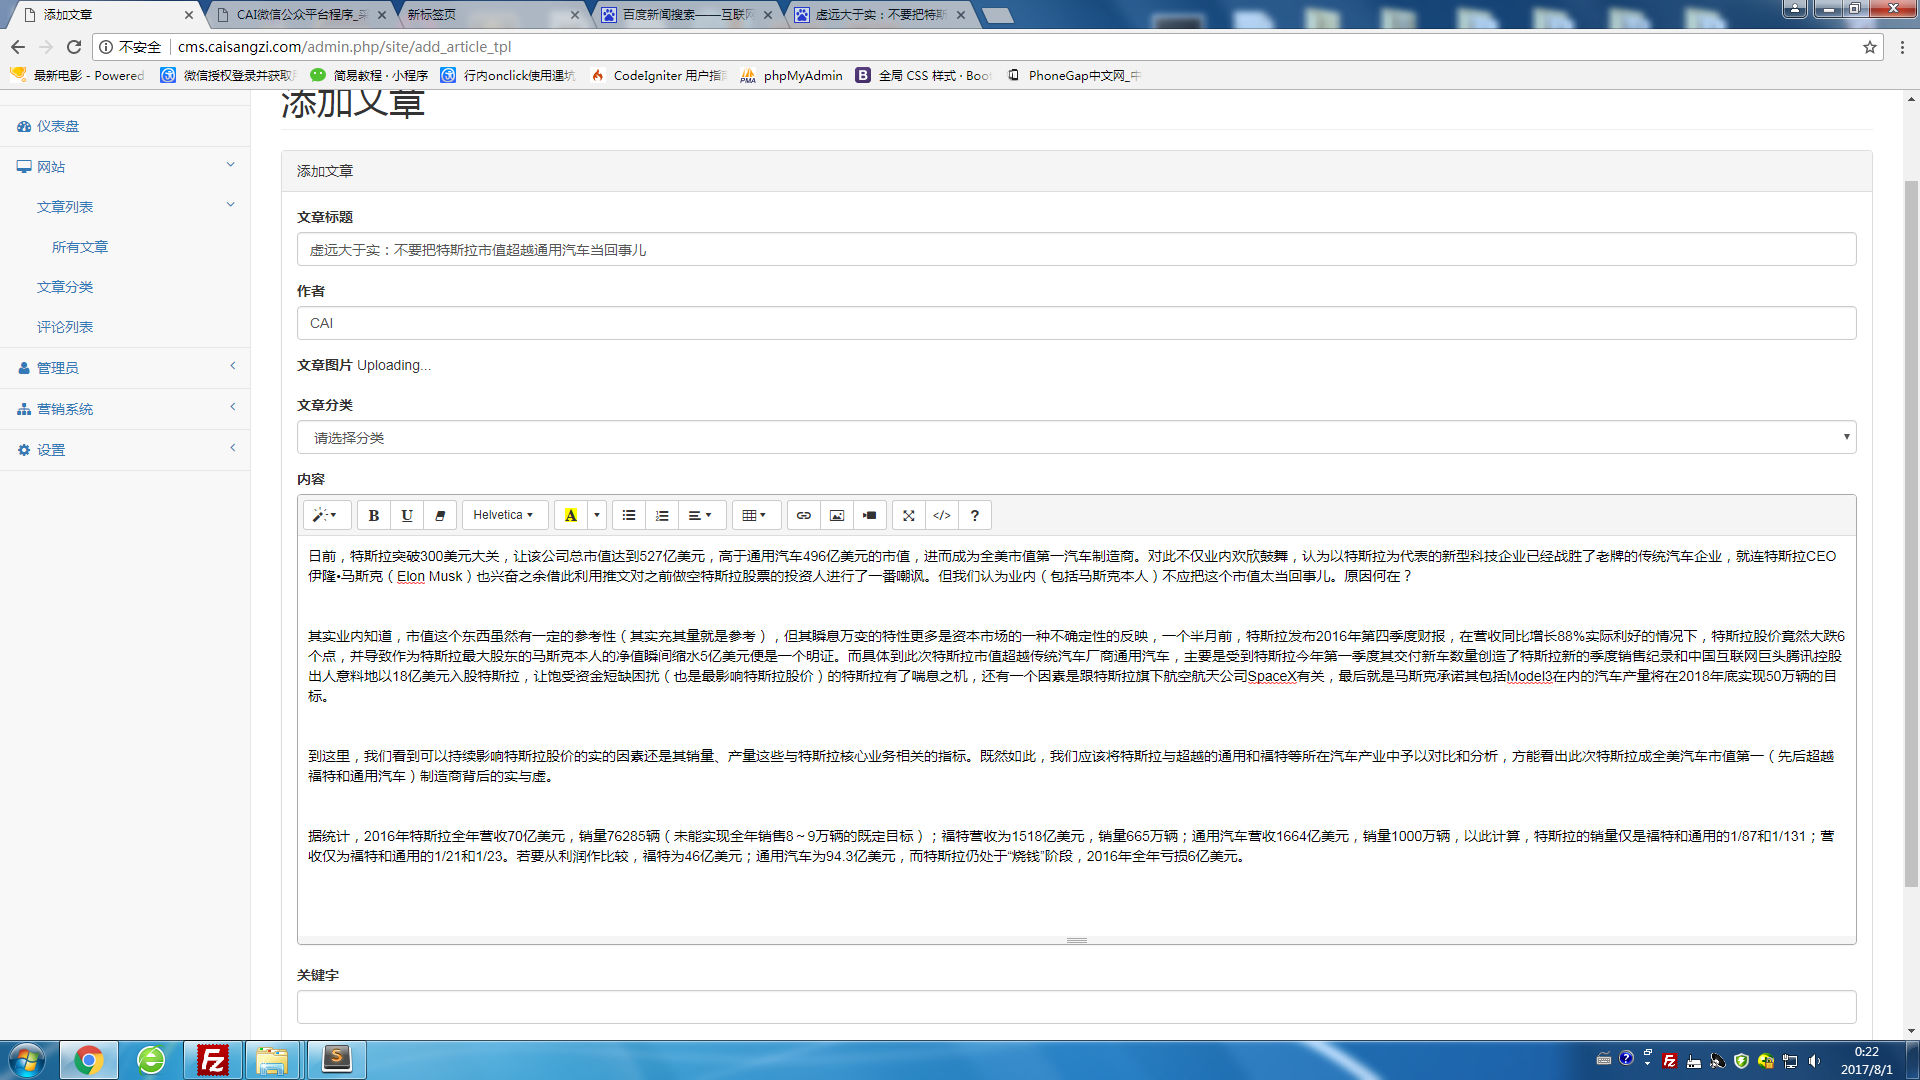 添加文章
CAI微信公众平台程序_采
新标签页
百度新闻搜索——互联网
虚远大于实：不要把特斯
不安全 cms.caisangzi.com/admin.php/site/add_article_tpl
最新电影 - Powered
微信授权登录并获取用
简易教程 · 小程序
行内onclick使用遇坑
CodeIgniter 用户指南
phpMyAdmin
全局 CSS 样式 · Boot
PhoneGap中文网_中
添加文章
仪表盘
网站
文章列表
所有文章
文章分类
评论列表
管理员
营销系统
设置
添加文章
文章标题
虚远大于实：不要把特斯拉市值超越通用汽车当回事儿
作者
CAI
文章图片 Uploading...
文章分类
请选择分类
内容
B U Helvetica A </> ?
日前，特斯拉突破300美元大关，让该公司总市值达到527亿美元，高于通用汽车496亿美元的市值，进而成为全美市值第一汽车制造商。对此不仅业内欢欣鼓舞，认为以特斯拉为代表的新型科技企业已经战胜了老牌的传统汽车企业，就连特斯拉CEO
伊隆•马斯克（Elon Musk）也兴奋之余借此利用推文对之前做空特斯拉股票的投资人进行了一番嘲讽。但我们认为业内（包括马斯克本人）不应把这个市值太当回事儿。原因何在？
其实业内知道，市值这个东西虽然有一定的参考性（其实充其量就是参考），但其瞬息万变的特性更多是资本市场的一种不确定性的反映，一个半月前，特斯拉发布2016年第四季度财报，在营收同比增长88%实际利好的情况下，特斯拉股价竟然大跌6
个点，并导致作为特斯拉最大股东的马斯克本人的净值瞬间缩水5亿美元便是一个明证。而具体到此次特斯拉市值超越传统汽车厂商通用汽车，主要是受到特斯拉今年第一季度其交付新车数量创造了特斯拉新的季度销售纪录和中国互联网巨头腾讯控股
出人意料地以18亿美元入股特斯拉，让饱受资金短缺困扰（也是最影响特斯拉股价）的特斯拉有了喘息之机，还有一个因素是跟特斯拉旗下航空航天公司SpaceX有关，最后就是马斯克承诺其包括Model3在内的汽车产量将在2018年底实现50万辆的目
标。
到这里，我们看到可以持续影响特斯拉股价的实的因素还是其销量、产量这些与特斯拉核心业务相关的指标。既然如此，我们应该将特斯拉与超越的通用和福特等所在汽车产业中予以对比和分析，方能看出此次特斯拉成全美汽车市值第一（先后超越
福特和通用汽车）制造商背后的实与虚。
据统计，2016年特斯拉全年营收70亿美元，销量76285辆（未能实现全年销售8～9万辆的既定目标）；福特营收为1518亿美元，销量665万辆；通用汽车营收1664亿美元，销量1000万辆，以此计算，特斯拉的销量仅是福特和通用的1/87和1/131；营
收仅为福特和通用的1/21和1/23。若要从利润作比较，福特为46亿美元；通用汽车为94.3亿美元，而特斯拉仍处于“烧钱”阶段，2016年全年亏损6亿美元。
关键字
0:22
2017/8/1